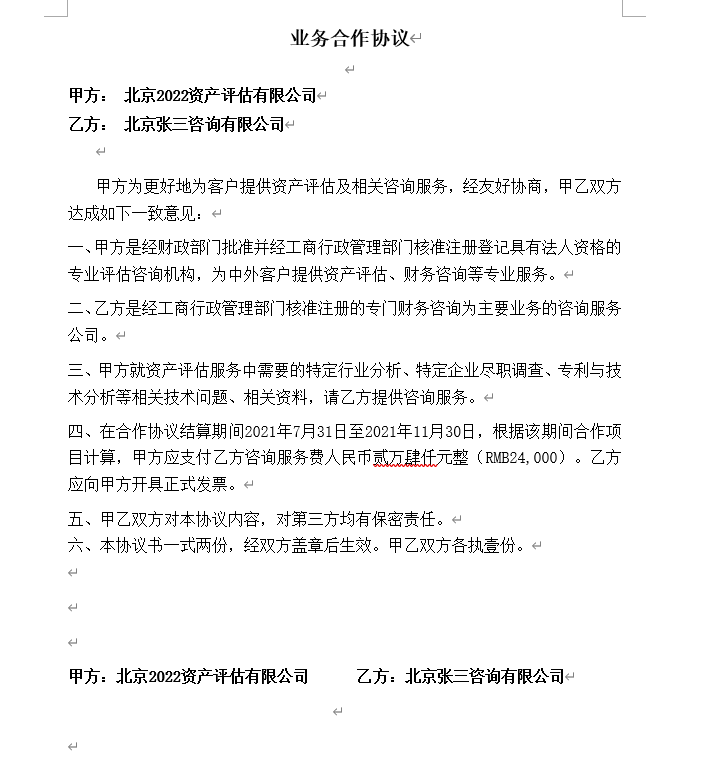 业务合作协议
甲方： 北京2022资产评估有限公司
乙方： 北京张三咨询有限公司
甲方为更好地为客户提供资产评估及相关咨询服务，经友好协商，甲乙双方
达成如下一致意见：
一、甲方是经财政部门批准并经工商行政管理部门核准注册登记具有法人资格的
专业评估咨询机构，为中外客户提供资产评估、财务咨询等专业服务。
二、乙方是经工商行政管理部门核准注册的专门财务咨询为主要业务的咨询服务
公司。
三、甲方就资产评估服务中需要的特定行业分析、特定企业尽职调查、专利与技
术分析等相关技术问题、相关资料，请乙方提供咨询服务。
四、在合作协议结算期间2021年7月31日至2021年11月30日，根据该期间合作项
目计算，甲方应支付乙方咨询服务费人民币贰万肆仟元整（RMB24,000）。乙方
应向甲方开具正式发票。
五、甲乙双方对本协议内容，对第三方均有保密责任。
六、本协议书一式两份，经双方盖章后生效。甲乙双方各执壹份。
甲方：北京2022资产评估有限公司 乙方：北京张三咨询有限公司